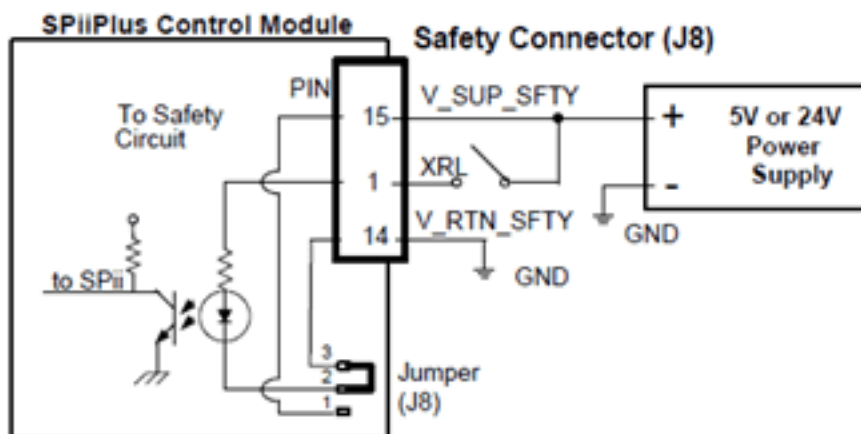 SPiiPlus Control Module
Safety Connector (J8)
PIN
To Safety
Circuit
15
V_SUP_SFTY
+
5V or 24V
Power
Supply
XRL
1
-
GND
14
V_RTN_SFTY
GND
to SPii
3
2
1
Jumper
(J8)